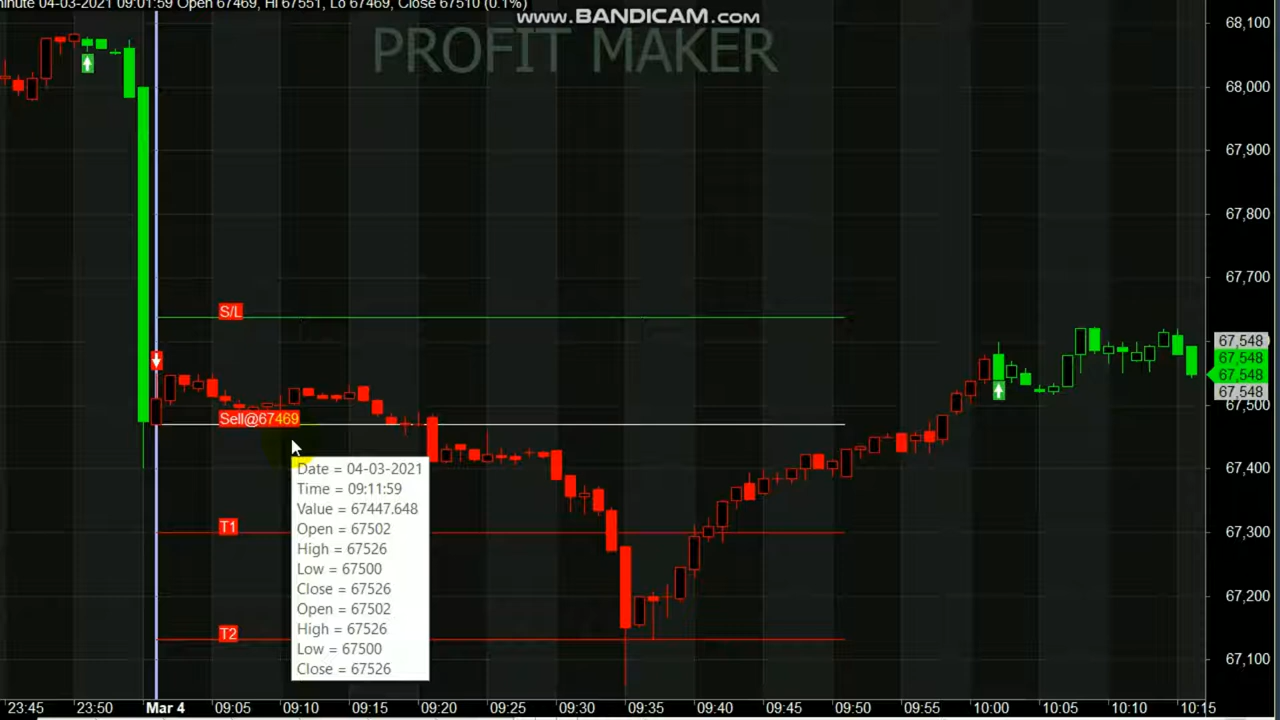 minute 04-03-2021 09:01:59 Open 67469, Hi 67551, Lo 67469, Close 67510 (0.1%)
www.BANDICAM.com
PROFIT MAKER
68,100
68,000
67,900
67,800
67,700
S/L
67,548
67,548
67,548
67,548
67,500
Sell@67469
67,400
Date = 04-03-2021
Time = 09:11:59
Value = 67447.648
Open = 67502
High = 67526
Low = 67500
Close = 67526
Open = 67502
High = 67526
Low = 67500
Close = 67526
T1
67,300
67,200
T2
67,100
23:45 23:50 Mar 4 09:05 09:10 09:15 09:20 09:25 09:30 09:35 09:40 09:45 09:50 09:55 10:00 10:05 10:10 10:15